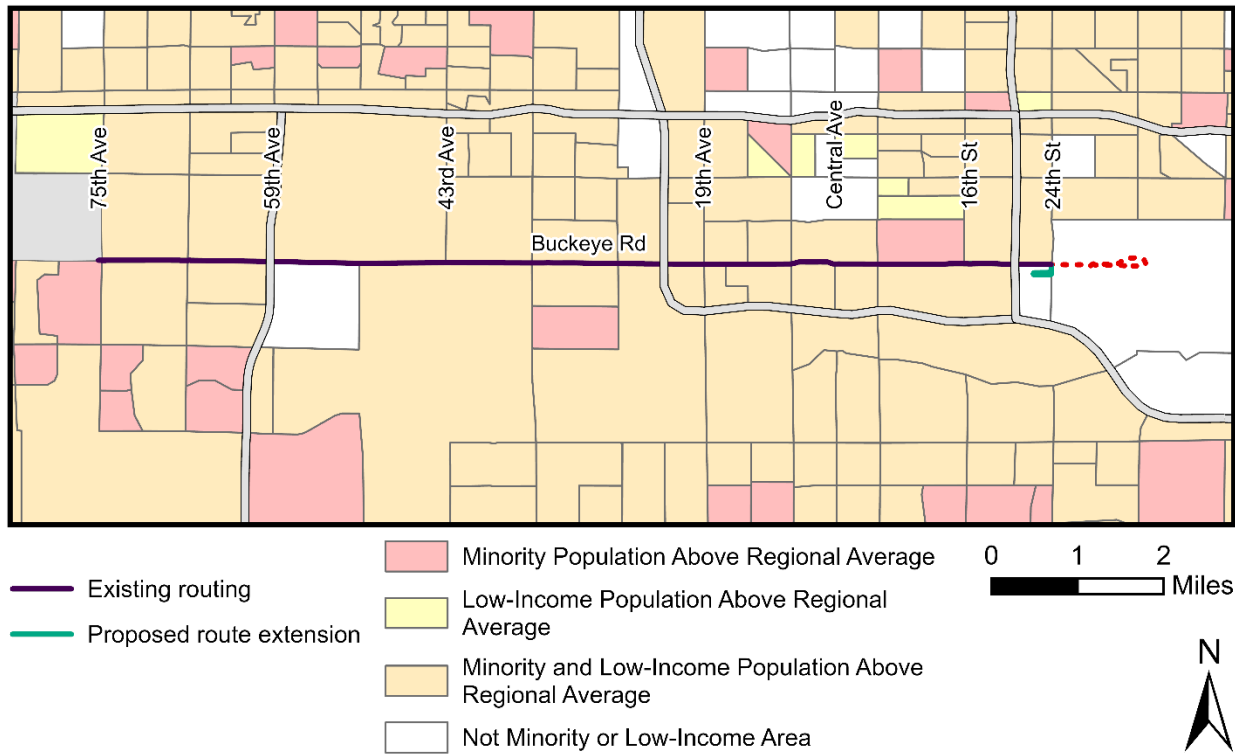 75th Ave
59th Ave
43rd Ave
19th Ave
Central Ave
16th St
24th St
Buckeye Rd
Existing routing
Proposed route extension
Minority Population Above Regional Average
Low-Income Population Above Regional
Average
Minority and Low-Income Population Above
Regional Average
Not Minority or Low-Income Area
0 1 2
Miles
N